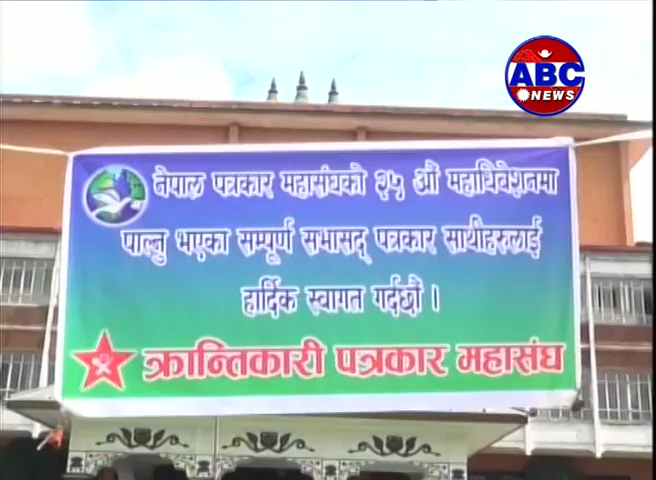 ABC
NEWS
नेपाल पत्रकार महासंघको २५ औं महाधिवेशनमा
पाल्नु भएका सम्पूर्ण सभासद् पत्रकार साथीहरुलाई
हार्दिक स्वागत गर्दछौं ।
क्रान्तिकारी पत्रकार महासंघ